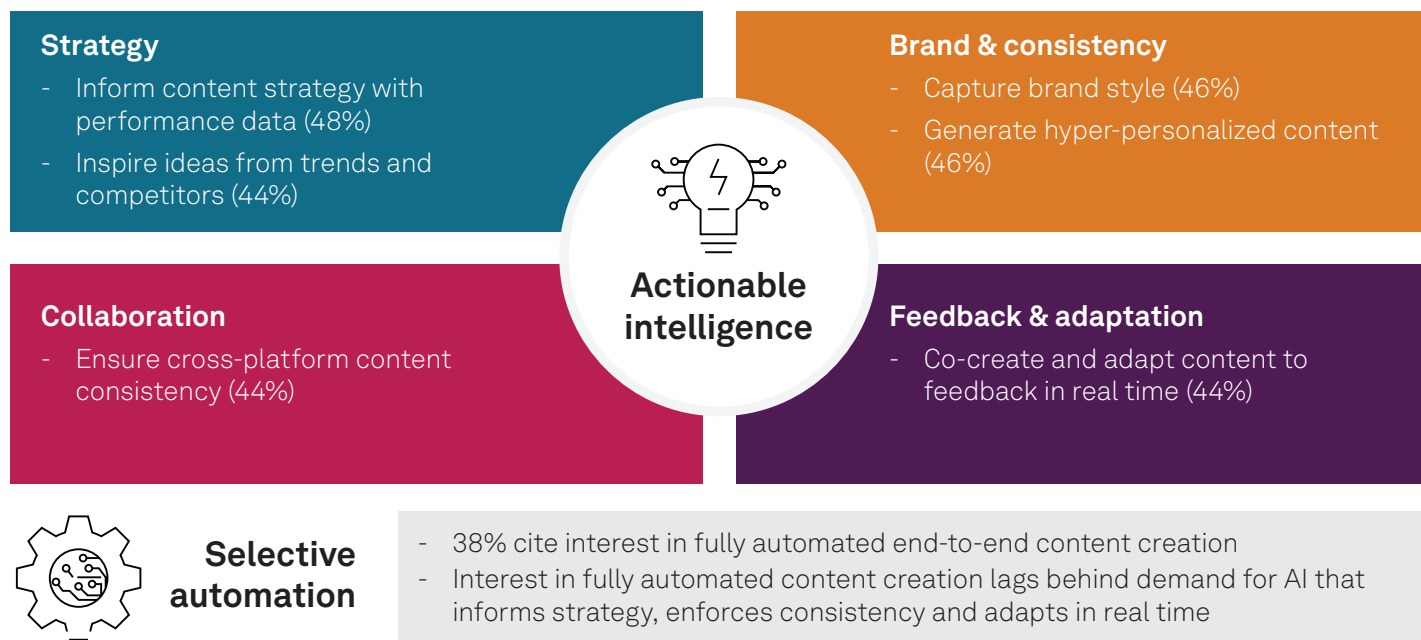 Strategy
- Inform content strategy with
performance data (48%)
- Inspire ideas from trends and
competitors (44%)
Brand & consistency
- Capture brand style (46%)
- Generate hyper-personalized content
(46%)
Actionable
intelligence
Collaboration
- Ensure cross-platform content
consistency (44%)
Feedback & adaptation
- Co-create and adapt content to
feedback in real time (44%)
Selective
automation
- 38% cite interest in fully automated end-to-end content creation
- Interest in fully automated content creation lags behind demand for AI that
informs strategy, enforces consistency and adapts in real time